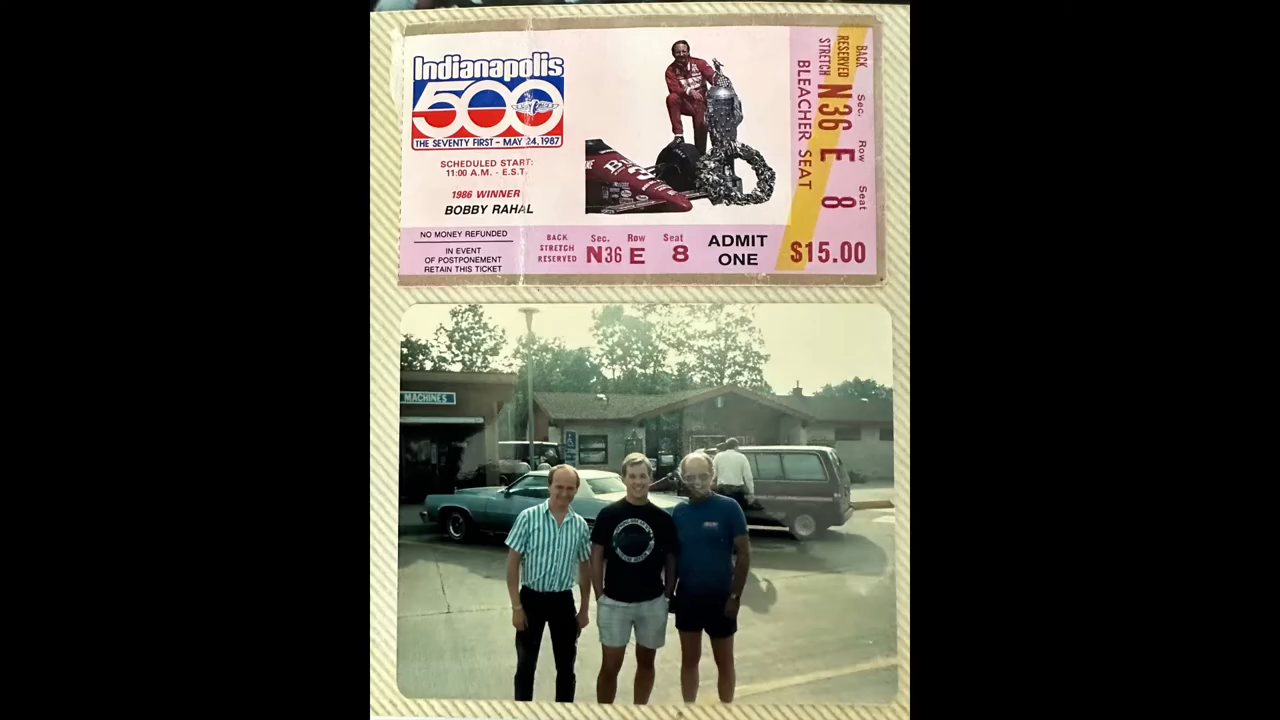 Indianapolis
500
THE SEVENTY FIRST – MAY 24, 1987
SCHEDULED START:
11:00 A.M. - E.S.T.
1986 WINNER
BOBBY RAHAL
NO MONEY REFUNDED
IN EVENT
OF POSTPONEMENT
RETAIN THIS TICKET
BACK
STRETCH
RESERVED
Sec. Row Seat
N36 E 8
ADMIT
ONE
$15.00
BACK
RESERVED
STRETCH
Sec. Row Seat
N 36 E 8
BLEACHER SEAT
MACHINES